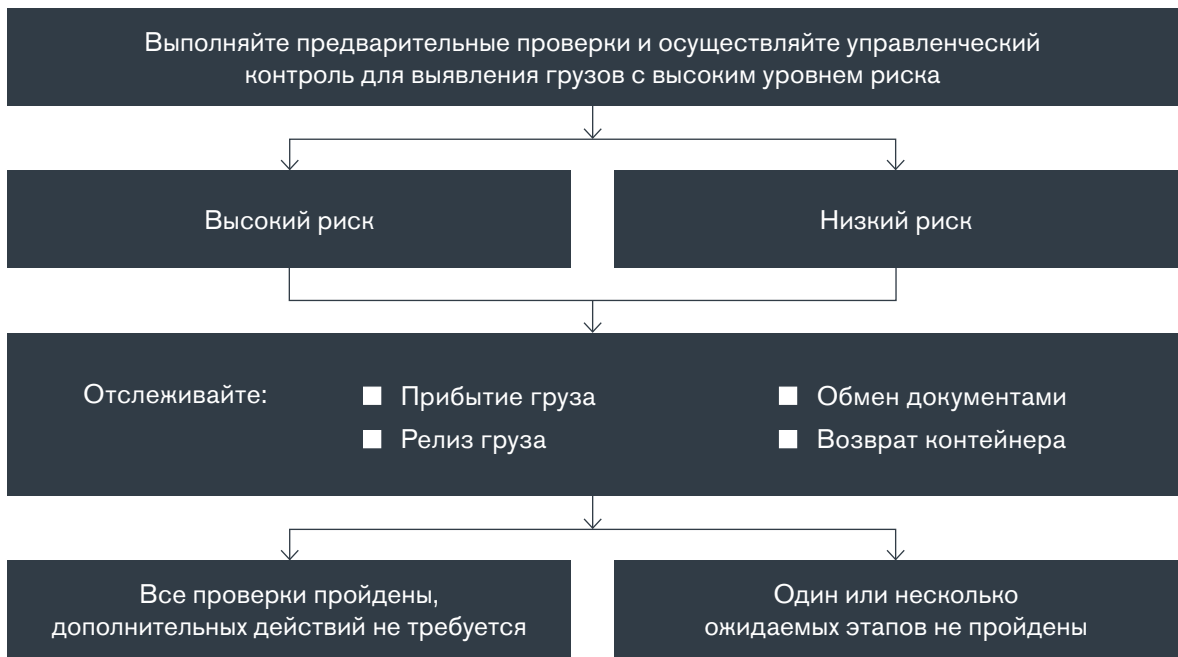 Выполняйте предварительные проверки и осуществляйте управленческий
контроль для выявления грузов с высоким уровнем риска
Высокий риск
Низкий риск
Отслеживайте:
Прибытие груза
Обмен документами
Релиз груза
Возврат контейнера
Все проверки пройдены,
дополнительных действий не требуется
Один или несколько
ожидаемых этапов не пройдены